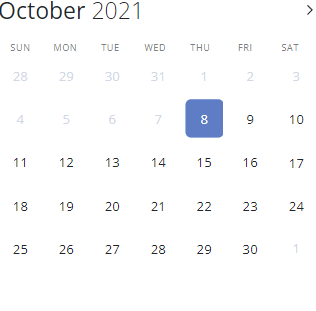 October 2021
SUN MON TUE WED THU FRI SAT
28 29 30 31 1 2 3
4 5 6 7 8 9 10
11 12 13 14 15 16 17
18 19 20 21 22 23 24
25 26 27 28 29 30 1